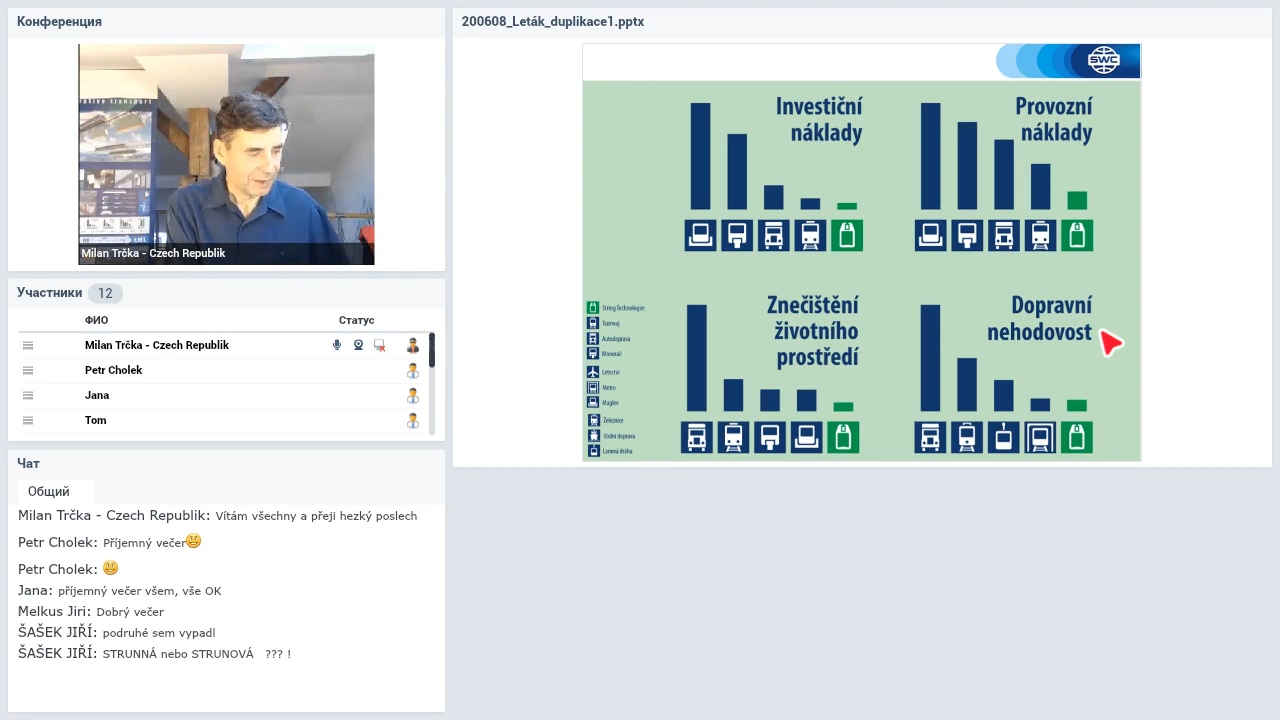 Конференция
rative transport
Milan Trčka - Czech Republik
Участники 12
ФИО Статус
Milan Trčka - Czech Republik
Petr Cholek
Jana
Tom
Чат
Общий
Milan Trčka - Czech Republik: Vítám všechny a přeji hezký poslech
Petr Cholek: Příjemný večer
Petr Cholek:
Jana: příjemný večer všem, vše OK
Melkus Jiri: Dobrý večer
ŠAŠEK JIŘÍ: podruhé sem vypadl
ŠAŠEK JIŘÍ: STRUNNÁ nebo STRUNOVÁ ??? !
200608_Leták_duplikace1.pptx
SWC
Investiční
náklady
Provozní
náklady
Znečištění
životního
prostředí
Dopravní
nehodovost
String Technologies
Tramvaj
Autodoprava
Monorail
Letectví
Metro
Maglev
Železnice
Vodní doprava
Lanová dráha